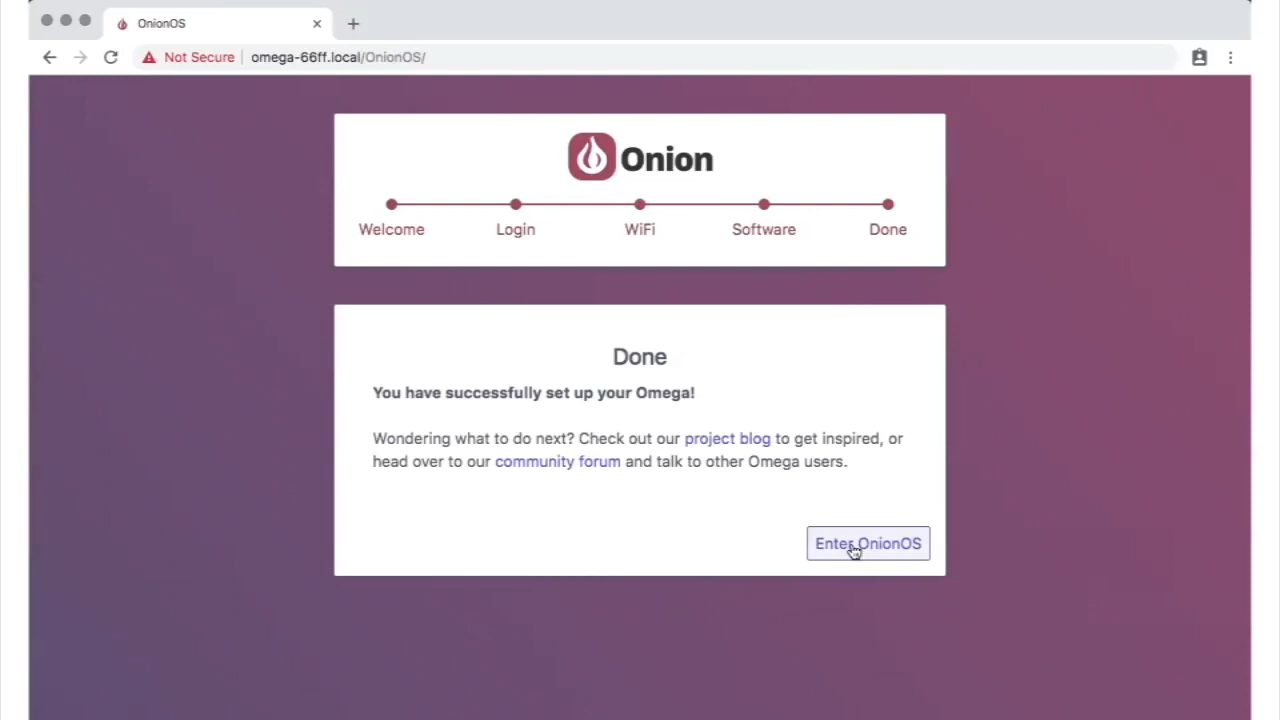 OnionOS
Not Secure omega-66ff.local/OnionOS/
Onion
Welcome Login WiFi Software Done
Done
You have successfully set up your Omega!
Wondering what to do next? Check out our project blog to get inspired, or
head over to our community forum and talk to other Omega users.
Enter OnionOS